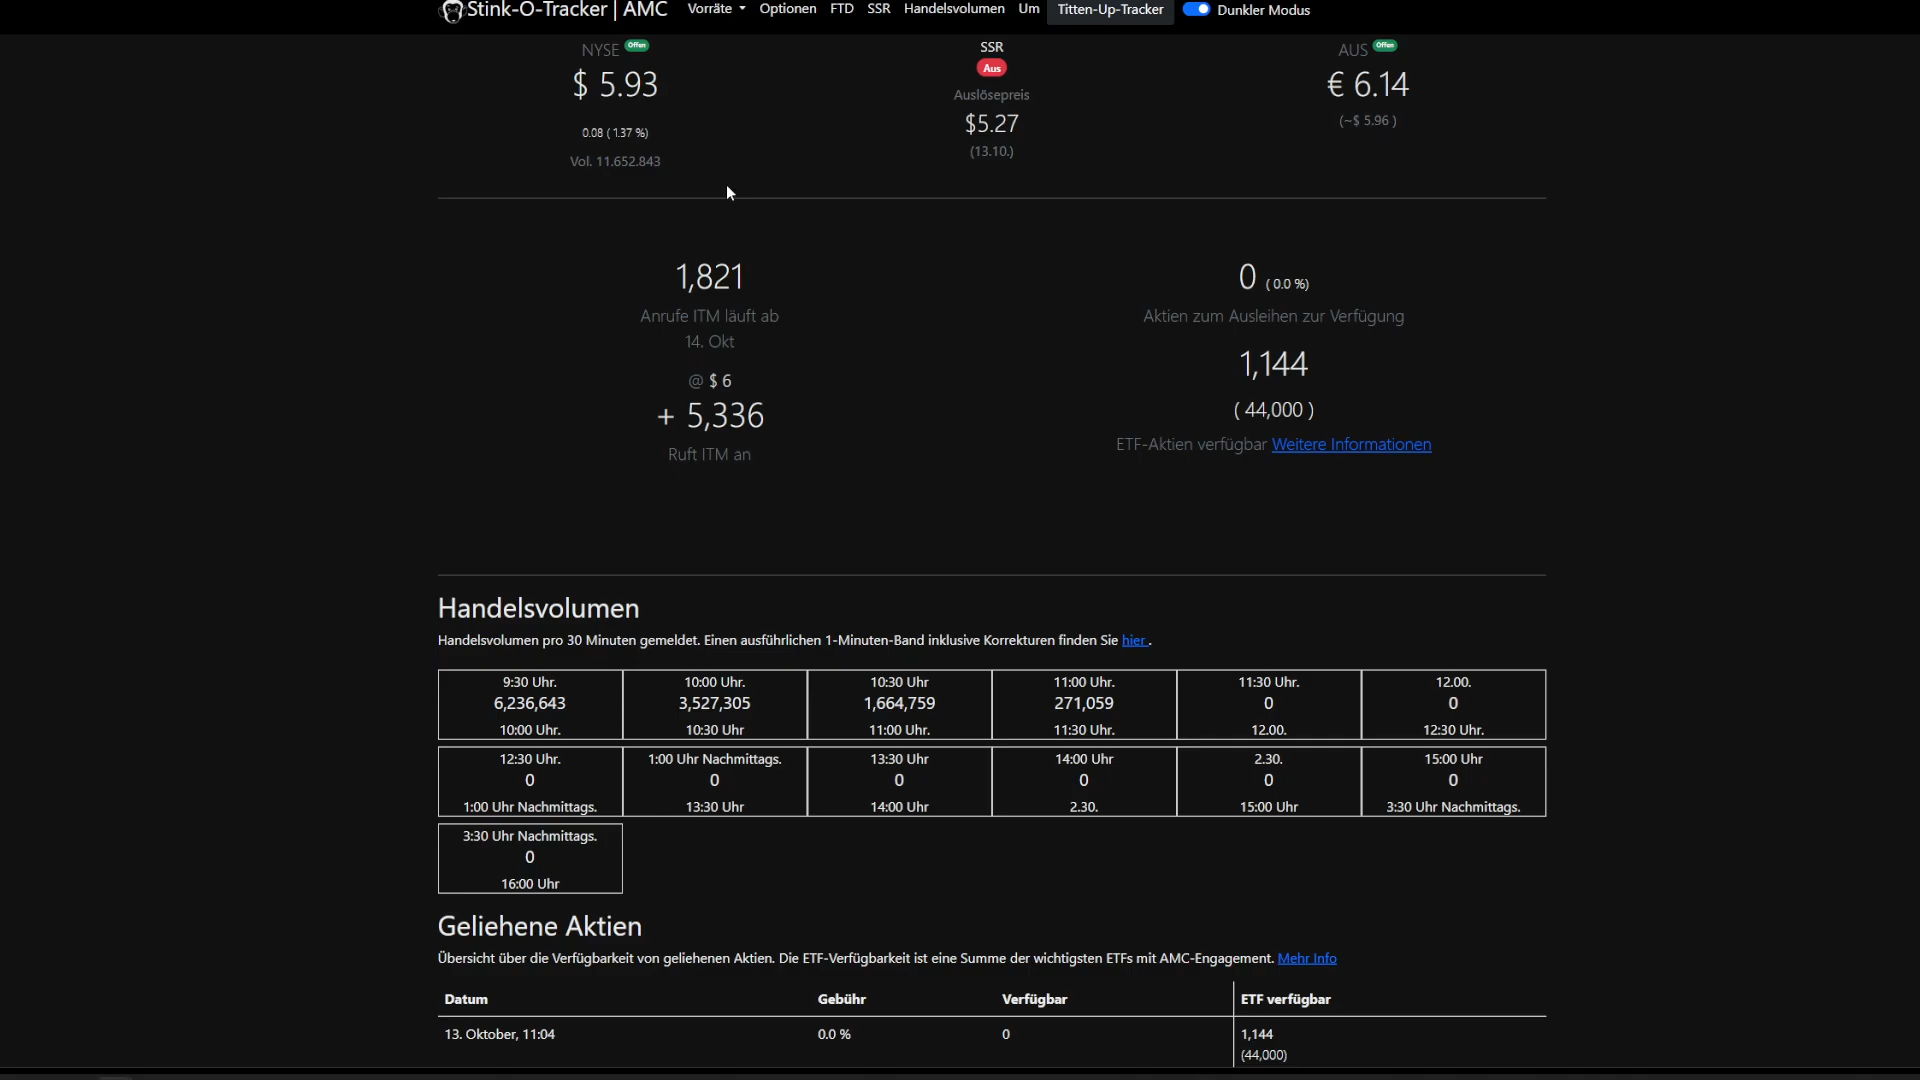 Stink-O-Tracker | AMC Vorräte Optionen FTD SSR Handelsvolumen Um Titten-Up-Tracker Dunkler Modus
NYSE Offen
$ 5.93
0.08 ( 1.37 %)
Vol. 11.652.843
SSR
Aus
Auslösepreis
$5.27
(13.10.)
AUS Offen
€ 6.14
(~$ 5.96 )
1,821
Anrufe ITM läuft ab
14. Okt
@ $ 6
+ 5,336
Ruft ITM an
0 ( 0.0 %)
Aktien zum Ausleihen zur Verfügung
1,144
( 44,000 )
ETF-Aktien verfügbar Weitere Informationen
Handelsvolumen
Handelsvolumen pro 30 Minuten gemeldet. Einen ausführlichen 1-Minuten-Band inklusive Korrekturen finden Sie hier .
9:30 Uhr. 10:00 Uhr. 10:30 Uhr 11:00 Uhr. 11:30 Uhr. 12.00.
6,236,643 3,527,305 1,664,759 271,059 0 0
10:00 Uhr. 10:30 Uhr 11:00 Uhr. 11:30 Uhr. 12.00. 12:30 Uhr.
12:30 Uhr. 1:00 Uhr Nachmittags. 13:30 Uhr 14:00 Uhr 2.30. 15:00 Uhr
0 0 0 0 0 0
1:00 Uhr Nachmittags. 13:30 Uhr 14:00 Uhr 2.30. 15:00 Uhr 3:30 Uhr Nachmittags.
3:30 Uhr Nachmittags.
0
16:00 Uhr
Geliehene Aktien
Übersicht über die Verfügbarkeit von geliehenen Aktien. Die ETF-Verfügbarkeit ist eine Summe der wichtigsten ETFs mit AMC-Engagement. Mehr Info
Datum Gebühr Verfügbar ETF verfügbar
13. Oktober, 11:04 0.0 % 0 1,144
(44,000)